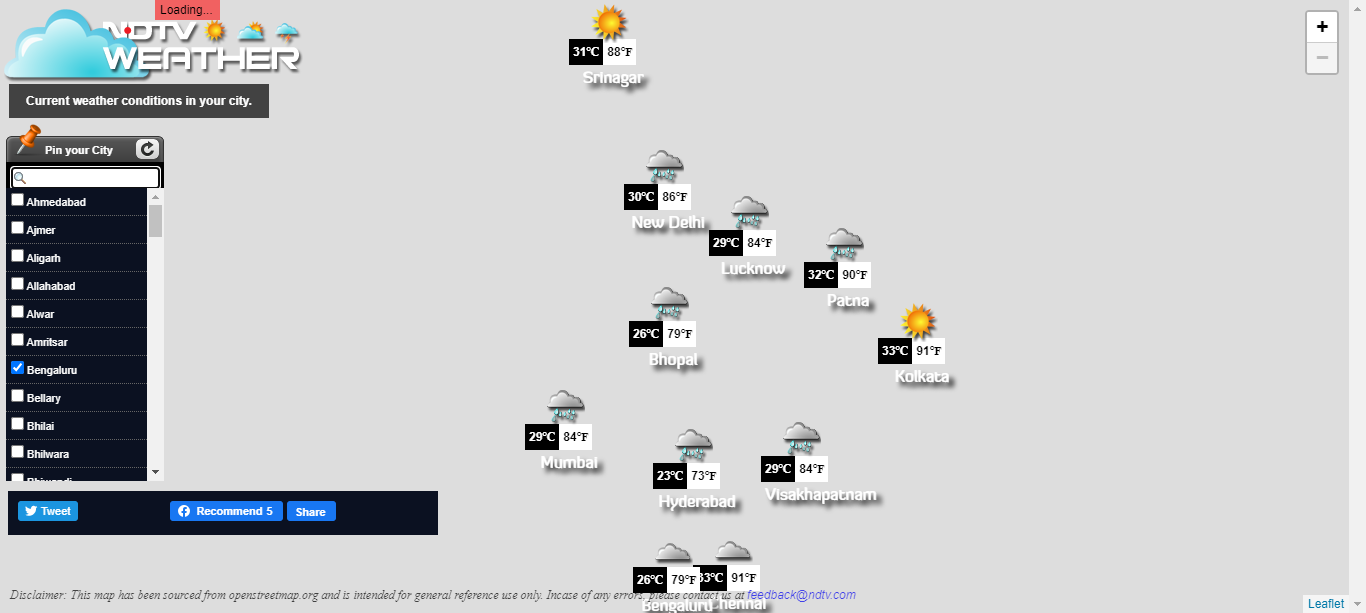 Loading...
NDTV
WEATHER
Current weather conditions in your city.
Pin your City
Ahmedabad
Ajmer
Aligarh
Allahabad
Alwar
Amritsar
Bengaluru
Bellary
Bhilai
Bhilwara
Bhiwandi
Tweet
Recommend 5
Share
+
−
31°C 88°F
Srinagar
30°C 86°F
New Delhi
29°C 84°F
Lucknow
32°C 90°F
Patna
26°C 79°F
Bhopal
33°C 91°F
Kolkata
29°C 84°F
Mumbai
23°C 73°F
Hyderabad
29°C 84°F
Visakhapatnam
26°C 79°F
Bengaluru
33°C 91°F
Chennai
Disclaimer: This map has been sourced from openstreetmap.org and is intended for general reference use only. Incase of any errors, please contact us at feedback@ndtv.com
Leaflet